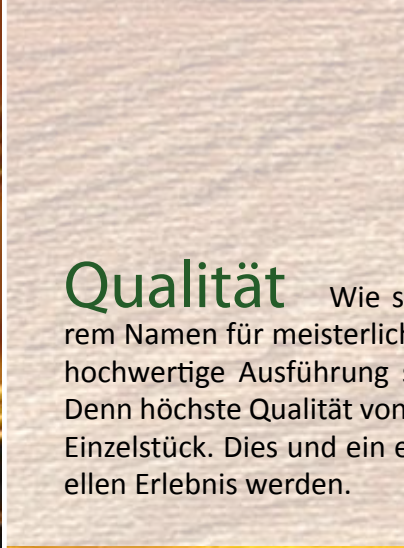 Qualität Wie s
rem Namen für meisterlich
hochwertige Ausführung s
Denn höchste Qualität von
Einzelstück. Dies und ein e
ellen Erlebnis werden.